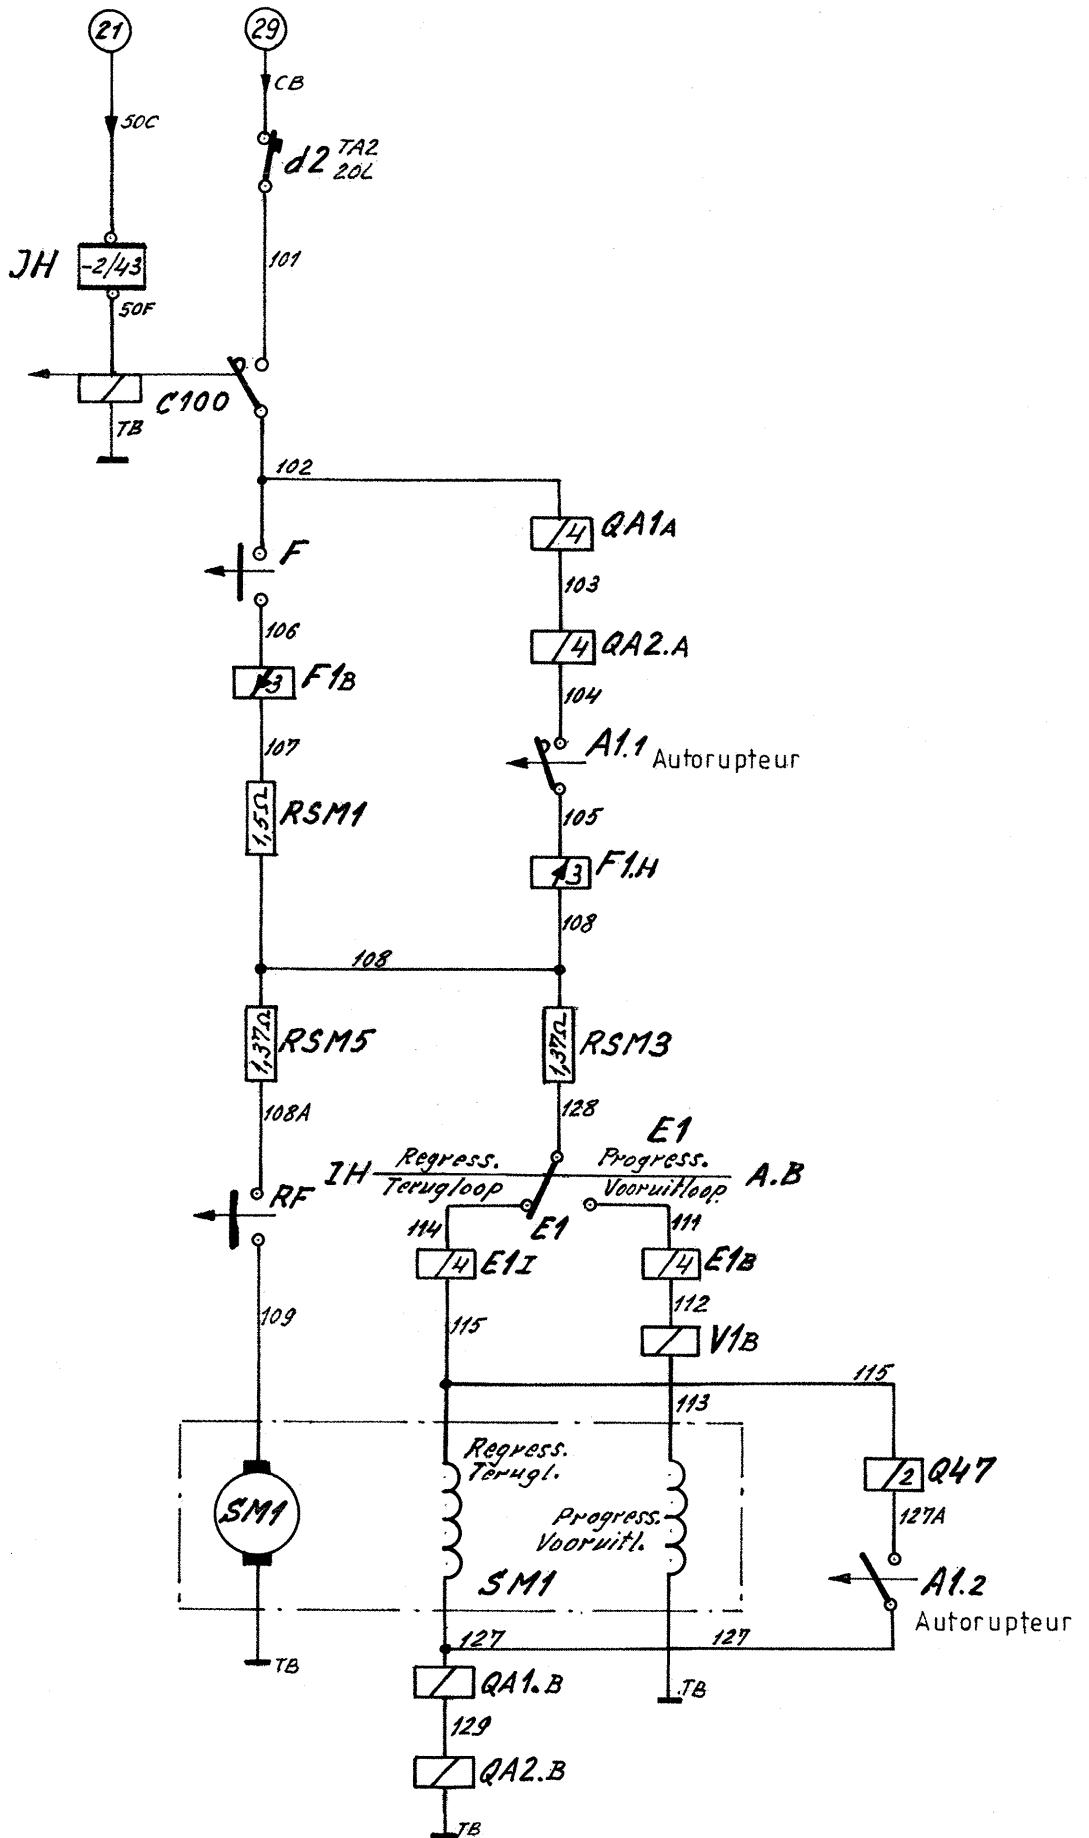 21
29
CB
50C
d2 TA2
20L
JH
-2/43
101
50F
C100
TB
102
4
QA1A
F
103
106
4
QA2.A
3
F1B
104
107
A1.1 Autorupteur
1,5Ω
RSM1
105
3
F1.H
108
108
1,37Ω
RSM5
1,37Ω
RSM3
108A
128
E1
IH
Regress.
Progress.
A.B
Terugloop
Vooruitloop.
RF
E1
114
111
4
E1I
4
E1B
109
112
115
V1B
115
113
Regress.
Terugl.
2
Q47
SM1
Progress.
Vooruitl.
127A
SM1
A1.2
Autorupteur
127
127
TB
QA1.B
TB
129
QA2.B
TB